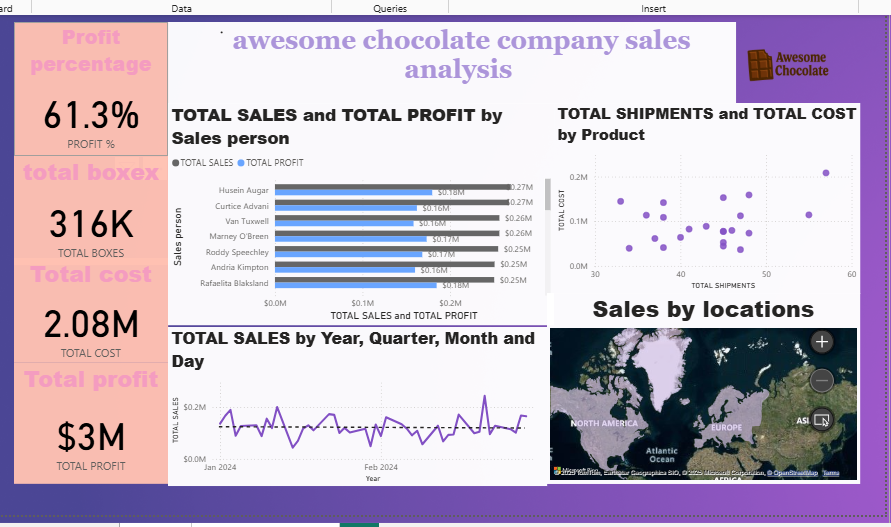 ard
Data
Queries
Insert
Profit
percentage
61.3%
PROFIT %
total boxex
316K
TOTAL BOXES
Total cost
2.08M
TOTAL COST
Total profit
$3M
TOTAL PROFIT
awesome chocolate company sales
analysis
Awesome
Chocolate
TOTAL SALES and TOTAL PROFIT by
Sales person
TOTAL SALES TOTAL PROFIT
Sales person
Husein Augar $0.27M
$0.18M
Curtice Advani $0.27M
$0.16M
Van Tuxwell $0.26M
$0.16M
Marney O'Breen $0.26M
$0.17M
Roddy Speechley $0.25M
$0.17M
Andria Kimpton $0.25M
$0.16M
Rafaelita Blaksland $0.25M
$0.18M
$0.0M $0.1M $0.2M
TOTAL SALES and TOTAL PROFIT
TOTAL SHIPMENTS and TOTAL COST
by Product
TOTAL COST
0.2M
0.1M
0.0M
30 40 50 60
TOTAL SHIPMENTS
TOTAL SALES by Year, Quarter, Month and
Day
TOTAL SALES
$0.2M
$0.0M
Jan 2024 Feb 2024
Year
Sales by locations
NORTH AMERICA
EUROPE
ASI
Atlantic
Ocean
AFRICA
Earthstar Geographics SIO, © 2025 Microsoft Corporation, © OpenStreetMap Terms